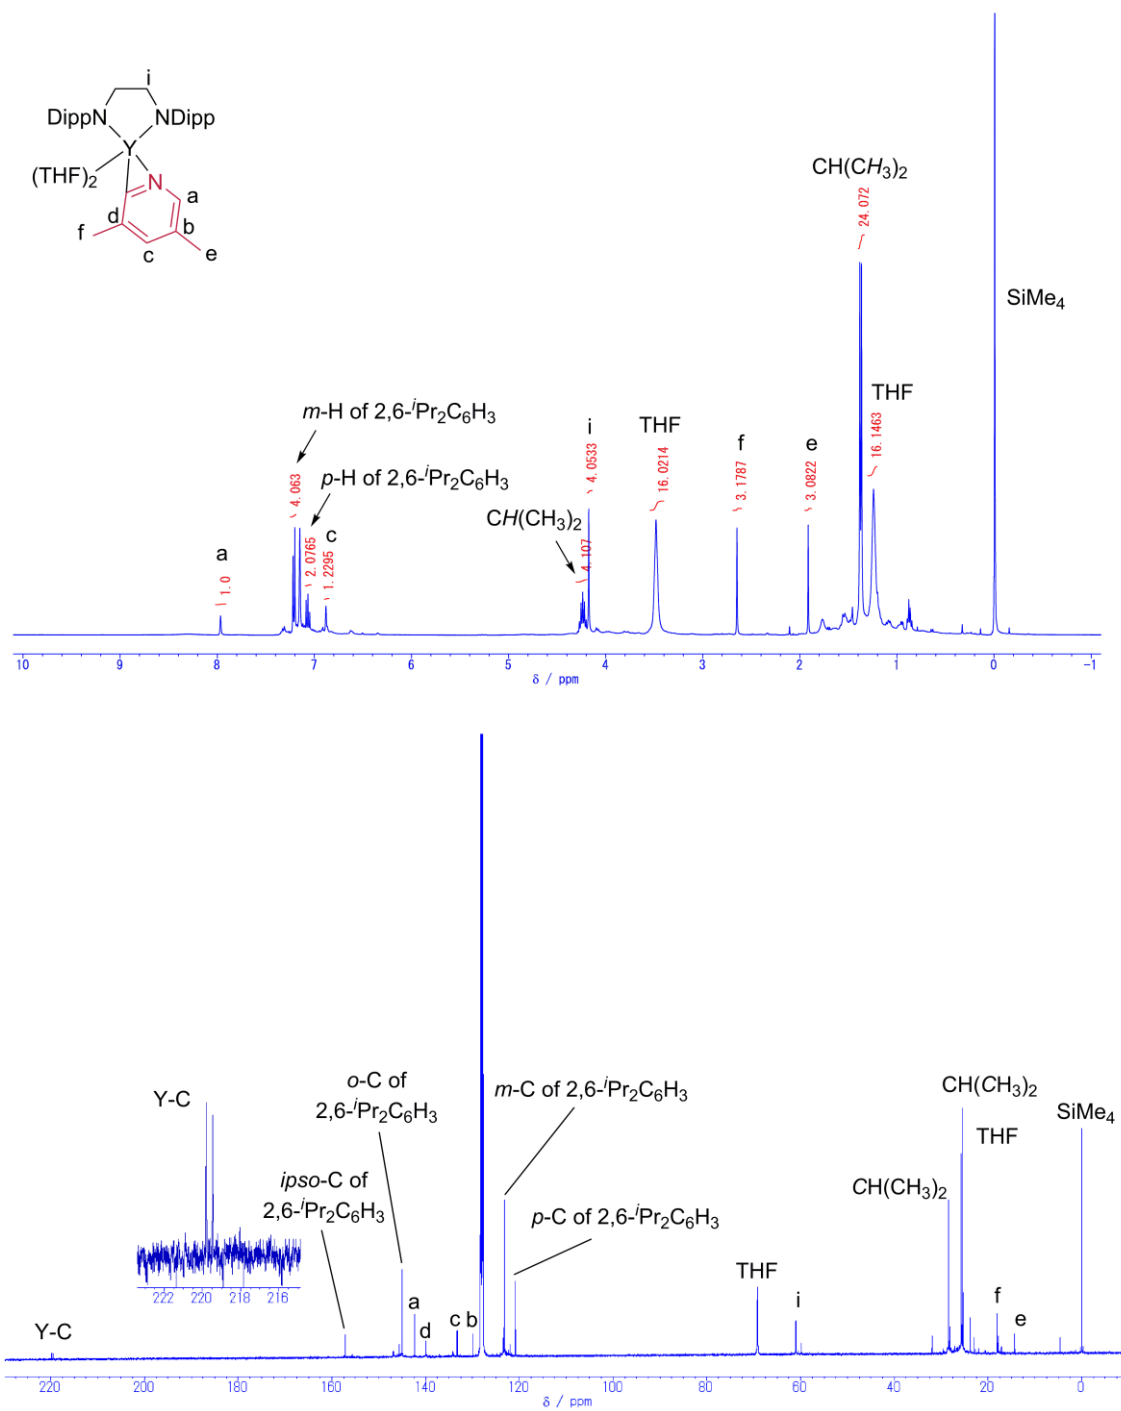 i
DippN
NDipp
Y
(THF)2
N
a
d
f
b
c
e
CH(CH3)2
24.072
SiMe4
THF
16.1463
m-H of 2,6-iPr2C6H3
4.063
p-H of 2,6-iPr2C6H3
2.0765
c
1.2295
a
1.0
CH(CH3)2
4.107
i
4.0533
THF
16.0214
f
3.1787
e
3.0822
10 9 8 7 6 5 4 3 2 1 0 -1
δ / ppm
Y-C
222 220 218 216
o-C of
2,6-iPr2C6H3
m-C of 2,6-iPr2C6H3
CH(CH3)2
SiMe4
THF
ipso-C of
2,6-iPr2C6H3
CH(CH3)2
p-C of 2,6-iPr2C6H3
THF
a
i
f
Y-C
d
c
b
e
220 200 180 160 140 120 100 80 60 40 20 0
δ / ppm